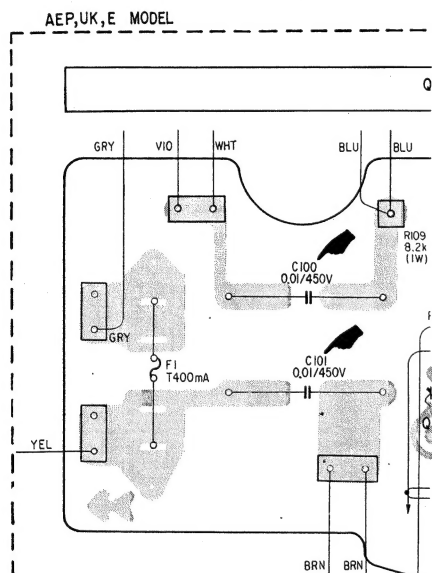 AEP,UK,E MODEL
Q
GRY
VIO
WHT
BLU
BLU
R109
8.2k
(1W)
C100
0.01/450V
GRY
F1
T400mA
C101
0.01/450V
YEL
BRN
BRN